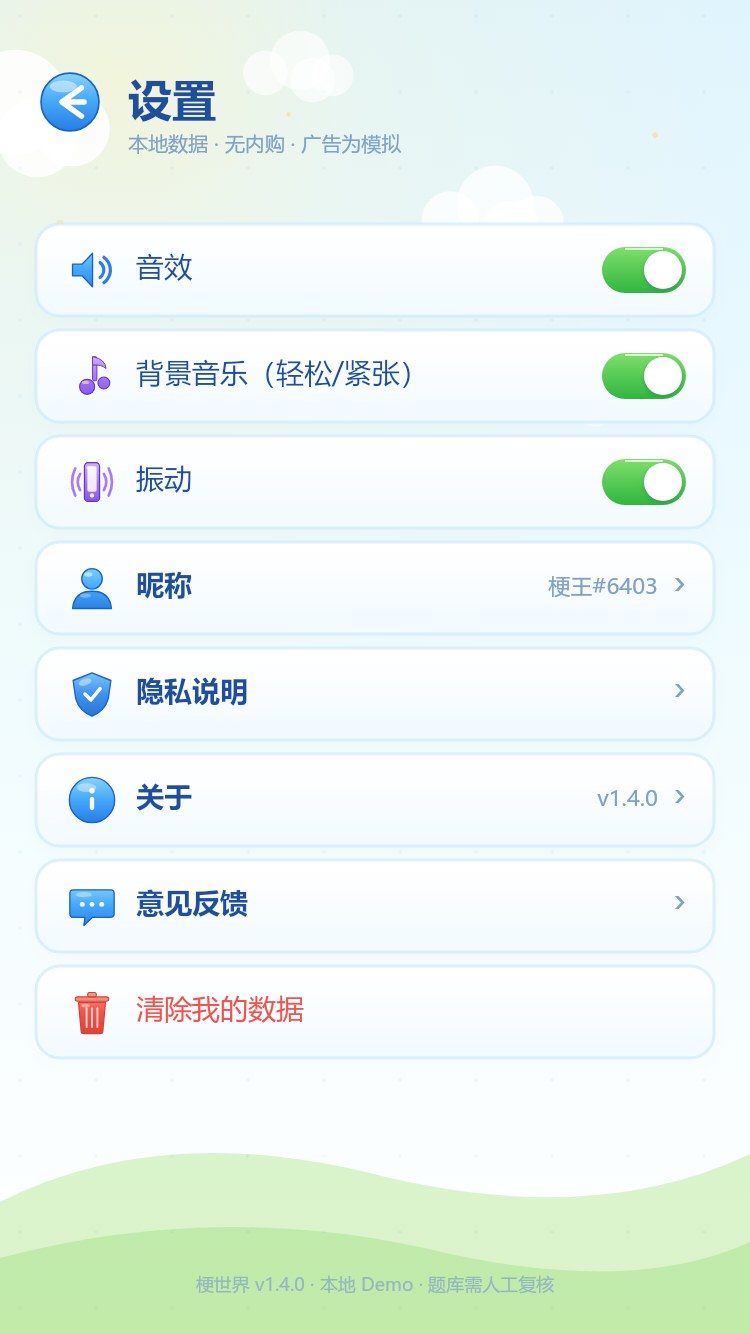 设置
本地数据 · 无内购 · 广告为模拟
音效
背景音乐（轻松/紧张）
振动
昵称
梗王#6403
隐私说明
关于
v1.4.0
意见反馈
清除我的数据
梗世界 v1.4.0 · 本地 Demo · 题库需人工复核